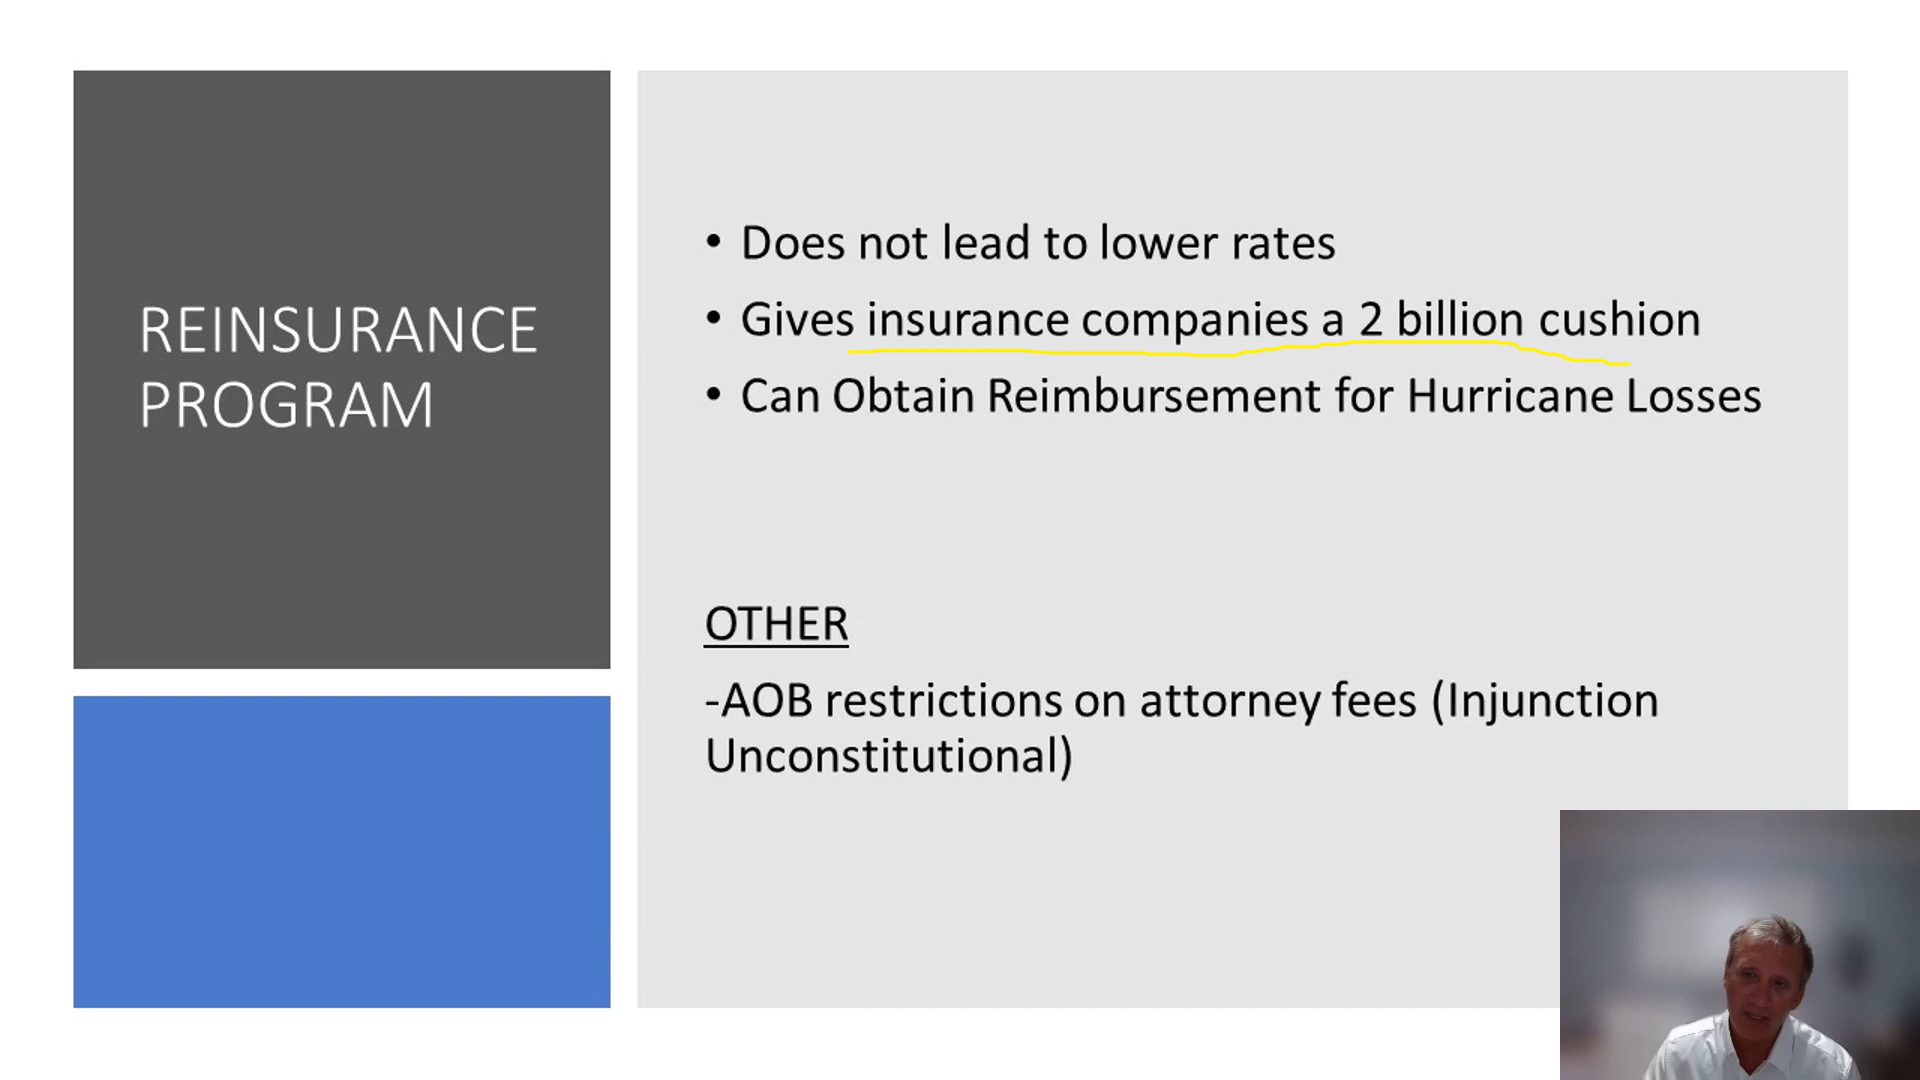 REINSURANCE
PROGRAM
• Does not lead to lower rates
• Gives insurance companies a 2 billion cushion
• Can Obtain Reimbursement for Hurricane Losses
OTHER
-AOB restrictions on attorney fees (Injunction
Unconstitutional)